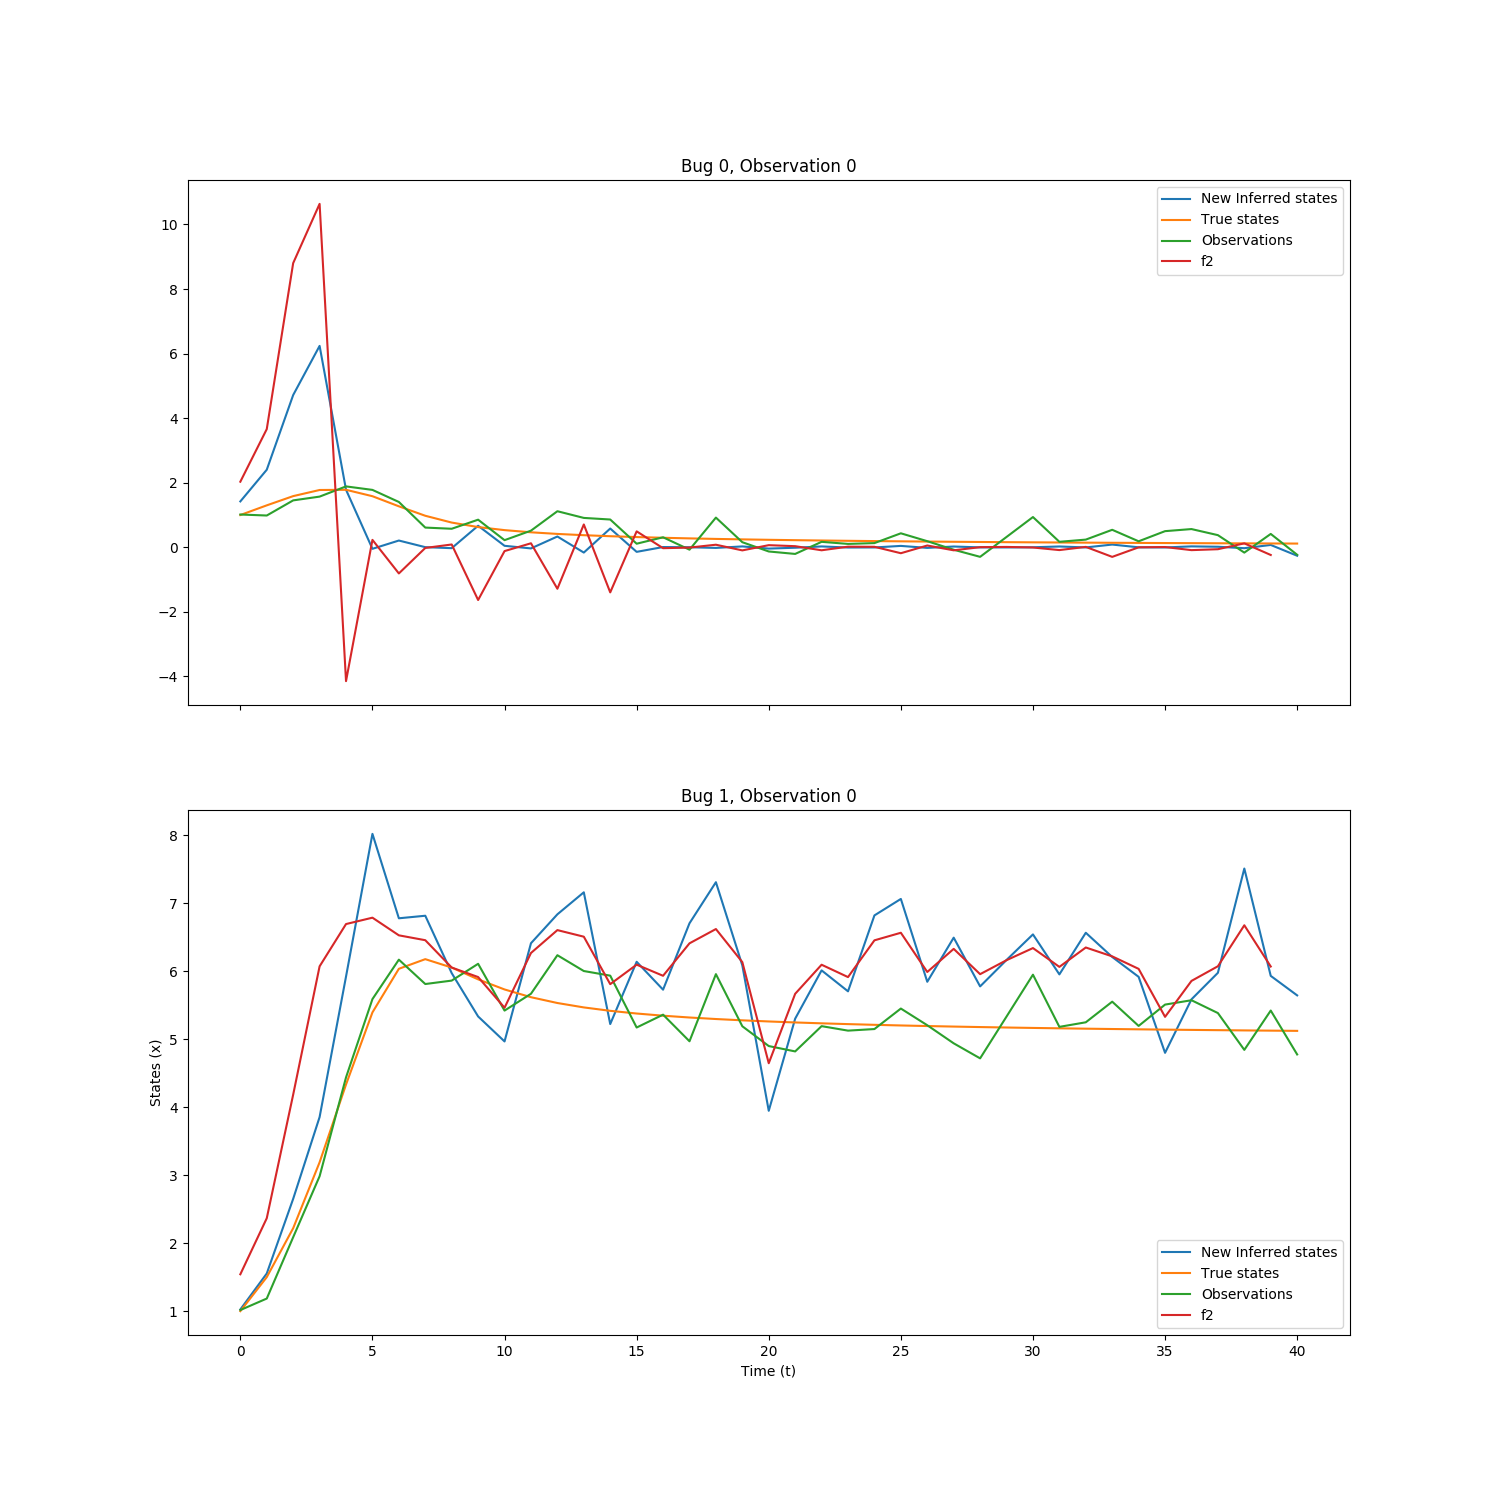 Bug 0, Observation 0
10
8
6
4
2
0
−2
−4
New Inferred states
True states
Observations
f2
Bug 1, Observation 0
8
7
6
5
4
3
2
1
States (x)
New Inferred states
True states
Observations
f2
0 5 10 15 20 25 30 35 40
Time (t)